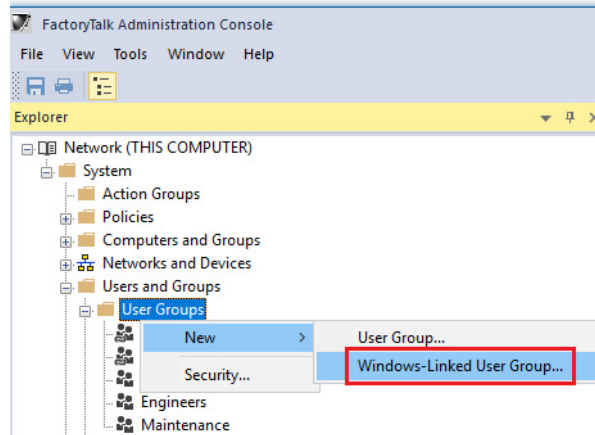 FactoryTalk Administration Console
File View Tools Window Help
Explorer
Network (THIS COMPUTER)
System
Action Groups
Policies
Computers and Groups
Networks and Devices
Users and Groups
User Groups
New
User Group...
Windows-Linked User Group...
Security...
Engineers
Maintenance